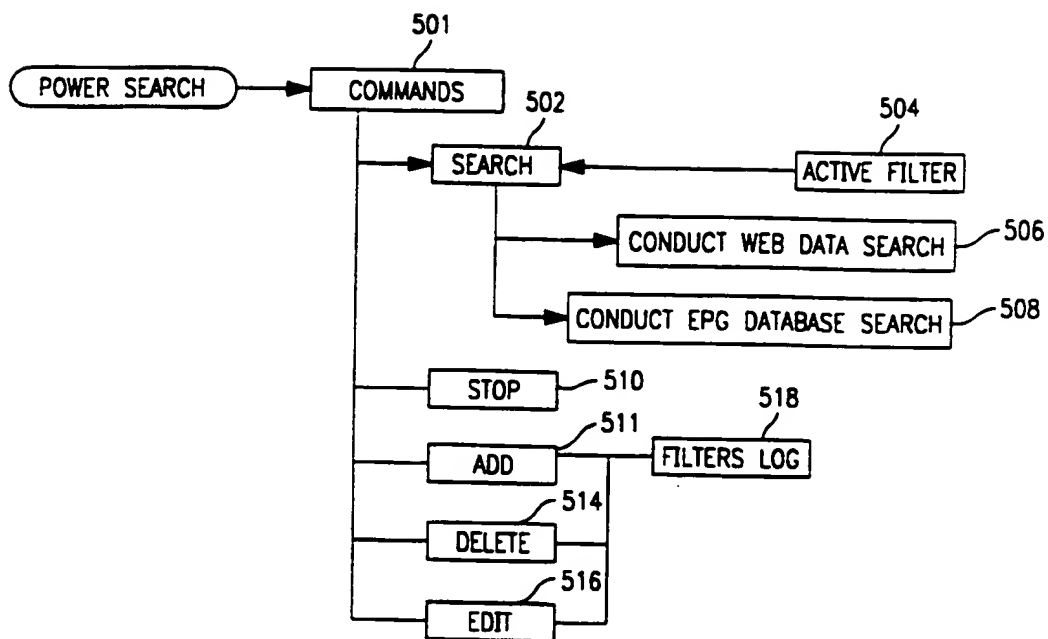 501
POWER SEARCH
COMMANDS
502
504
SEARCH
ACTIVE FILTER
CONDUCT WEB DATA SEARCH
506
CONDUCT EPG DATABASE SEARCH
508
STOP
510
511
518
ADD
FILTERS LOG
514
DELETE
516
EDIT